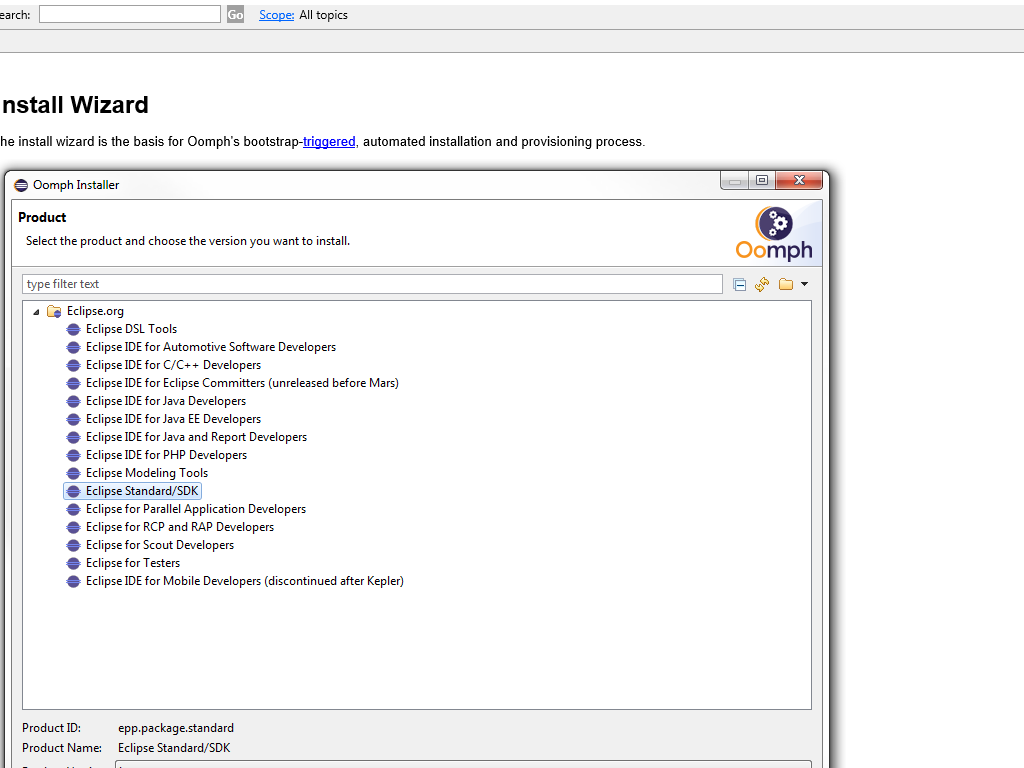 earch: Go Scope: All topics
nstall Wizard
he install wizard is the basis for Oomph's bootstrap-triggered, automated installation and provisioning process.
Oomph Installer
Product
Select the product and choose the version you want to install.
Oomph
type filter text
Eclipse.org
Eclipse DSL Tools
Eclipse IDE for Automotive Software Developers
Eclipse IDE for C/C++ Developers
Eclipse IDE for Eclipse Committers (unreleased before Mars)
Eclipse IDE for Java Developers
Eclipse IDE for Java EE Developers
Eclipse IDE for Java and Report Developers
Eclipse IDE for PHP Developers
Eclipse Modeling Tools
Eclipse Standard/SDK
Eclipse for Parallel Application Developers
Eclipse for RCP and RAP Developers
Eclipse for Scout Developers
Eclipse for Testers
Eclipse IDE for Mobile Developers (discontinued after Kepler)
Product ID: epp.package.standard
Product Name: Eclipse Standard/SDK